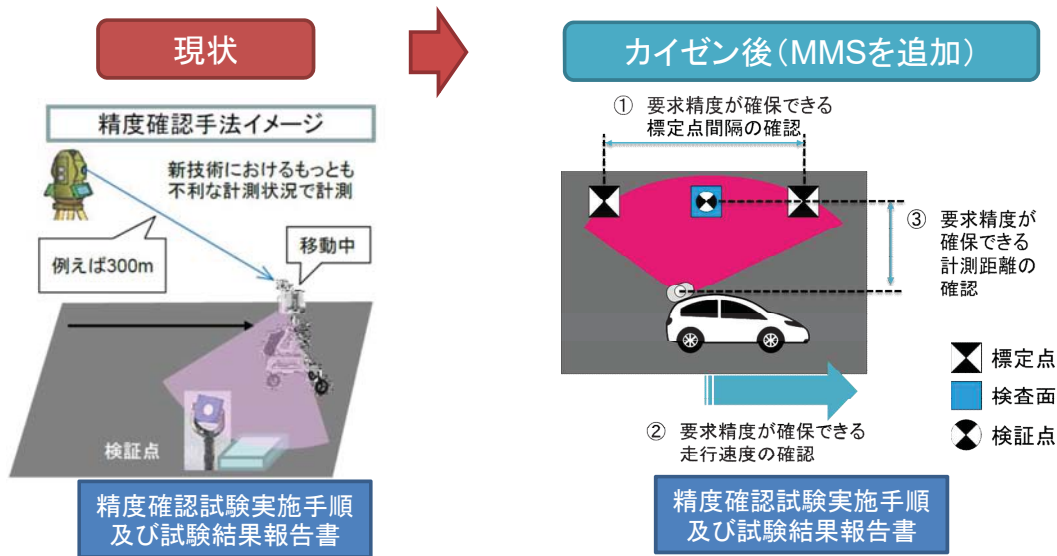 現状
カイゼン後（MMSを追加）
精度確認手法イメージ
新技術におけるもっとも
不利な計測状況で計測
例えば300m
移動中
検証点
精度確認試験実施手順
及び試験結果報告書
① 要求精度が確保できる
標定点間隔の確認
③ 要求精度が
確保できる
計測距離の
確認
標定点
検査面
検証点
② 要求精度が確保できる
走行速度の確認
精度確認試験実施手順
及び試験結果報告書